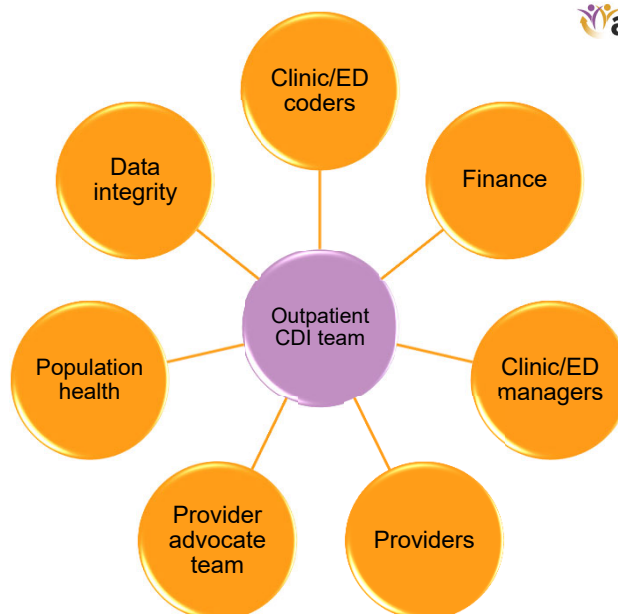 Clinic/ED
coders
Data
integrity
Finance
Outpatient
CDI team
Population
health
Clinic/ED
managers
Provider
advocate
team
Providers